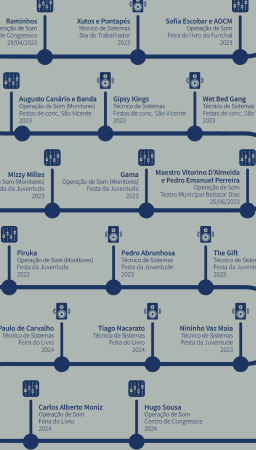 Raminhos
Operação de Som
de Congressos
28/04/2023
Xutos e Pontapés
Técnico de Sistemas
Dia do Trabalhador
2023
Sofia Escobar e AOCM
Operação de Som
Feira do livro do Funchal
2023
Augusto Canário e Banda
Operação de Som (Monitores)
Festas de conc. São Vicente
2023
Gipsy Kings
Técnico de Sistemas
Festas de conc. São Vicente
2023
Wet Bed Gang
Técnico de Sistemas
Festas de conc. São
2023
Mizzy Milles
de Som (Monitores)
Festa da Juventude
2023
Gama
Operação de Som (Monitores)
Festa da Juventude
2023
Maestro Vitorino D'Almeida
e Pedro Emanuel Perreira
Operação de Som
Teatro Municipal Baltazar Dias
25/06/2023
Piruka
Operação de Som (Monitores)
Festa da Juventude
2023
Pedro Abrunhosa
Técnico de Sistemas
Festa da Juventude
2023
The Gift
Técnico de Sistemas
Festa da Juventude
2023
Paulo de Carvalho
Técnico de Sistemas
Feira do Livro
2024
Tiago Nacarato
Técnico de Sistemas
Feira do Livro
2024
Nininho Vaz Maia
Técnico de Sistemas
Festa da Juventude
2023
Carlos Alberto Moniz
Operação de Som
Feira do Livro
2024
Hugo Sousa
Operação de Som
Centro de Congressos
2024